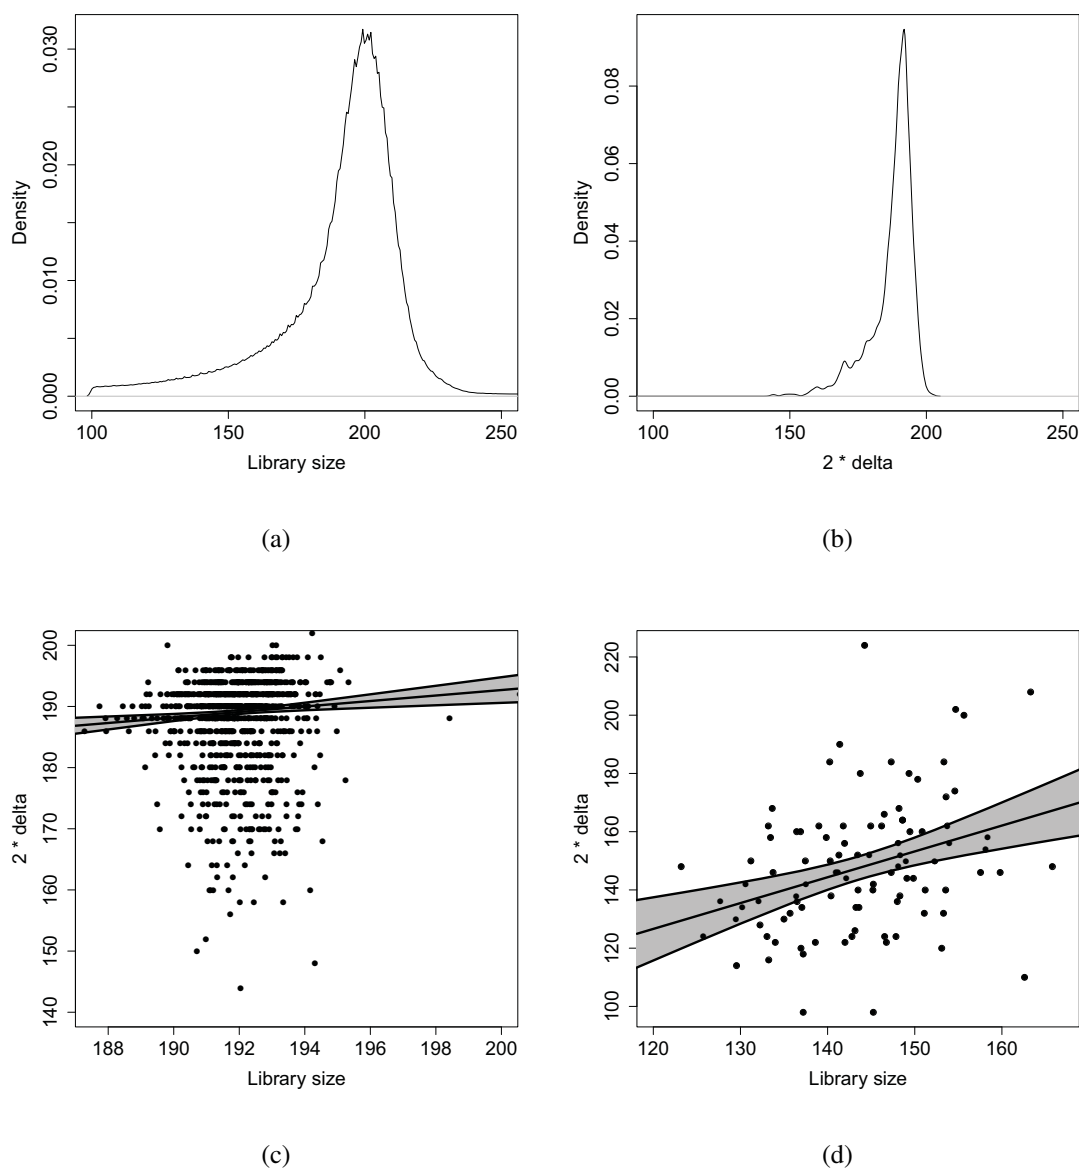 0.030
0.020
0.010
0.000
Density
100 150 200 250
Library size
(a)
0.08
0.06
0.04
0.02
0.00
Density
100 150 200 250
2 * delta
(b)
200
190
180
170
160
150
140
2 * delta
188 190 192 194 196 198 200
Library size
(c)
220
200
180
160
140
120
100
2 * delta
120 130 140 150 160
Library size
(d)